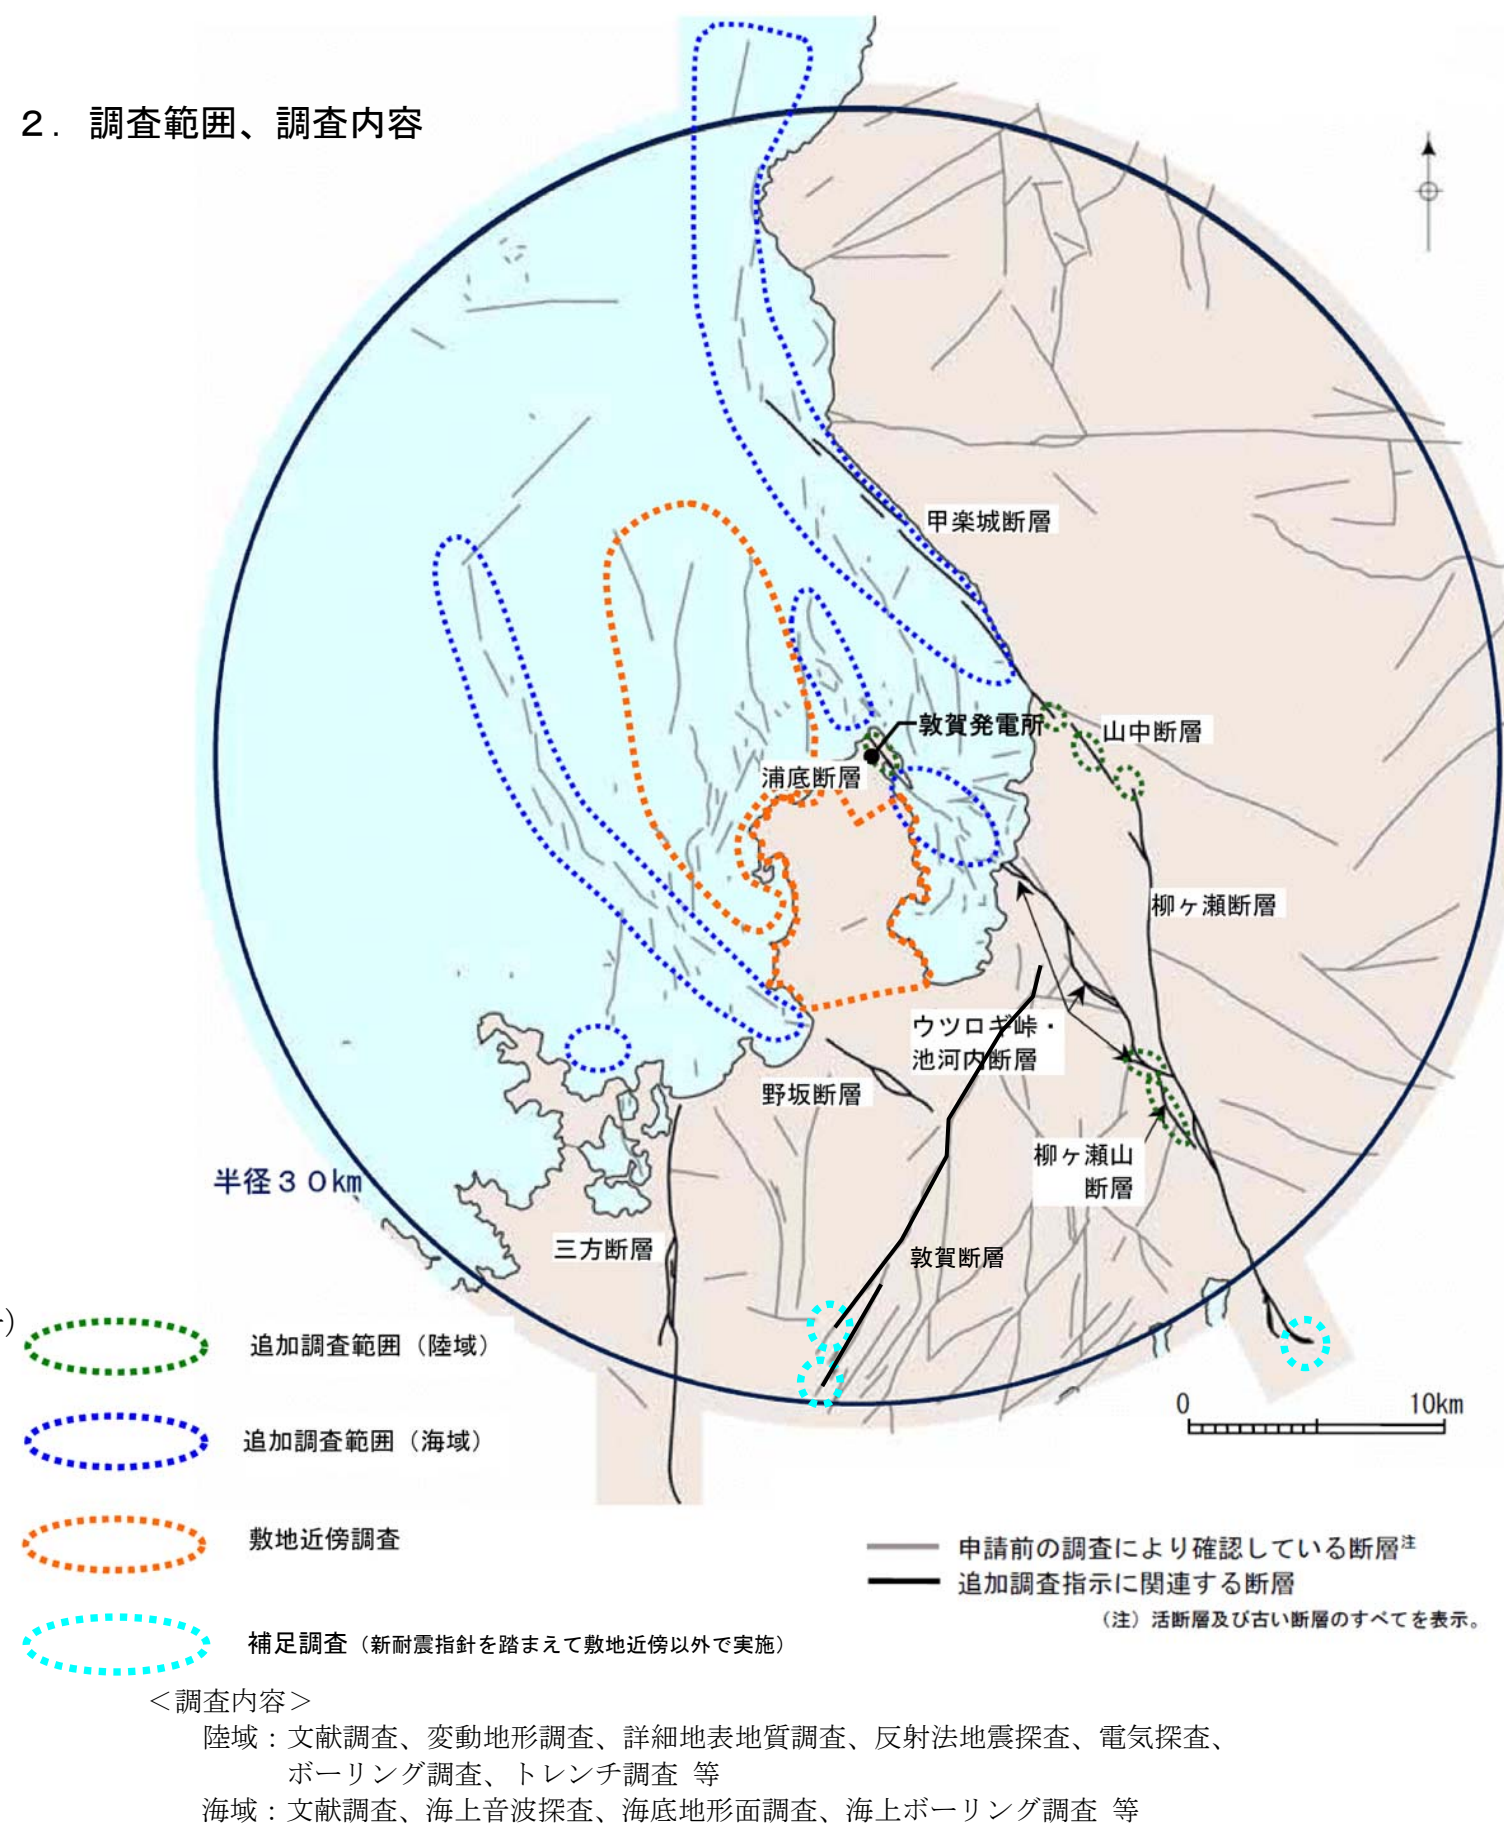 ２．調査範囲、調査内容
甲楽城断層
敦賀発電所
山中断層
浦底断層
柳ヶ瀬断層
ウツロギ峠・
池河内断層
野坂断層
柳ヶ瀬山
断層
半径３０km
三方断層
敦賀断層
追加調査範囲（陸域）
0 10km
追加調査範囲（海域）
敷地近傍調査
申請前の調査により確認している断層注
追加調査指示に関連する断層
（注）活断層及び古い断層のすべてを表示。
補足調査（新耐震指針を踏まえて敷地近傍以外で実施）
＜調査内容＞
陸域：文献調査、変動地形調査、詳細地表地質調査、反射法地震探査、電気探査、
ボーリング調査、トレンチ調査 等
海域：文献調査、海上音波探査、海底地形面調査、海上ボーリング調査 等